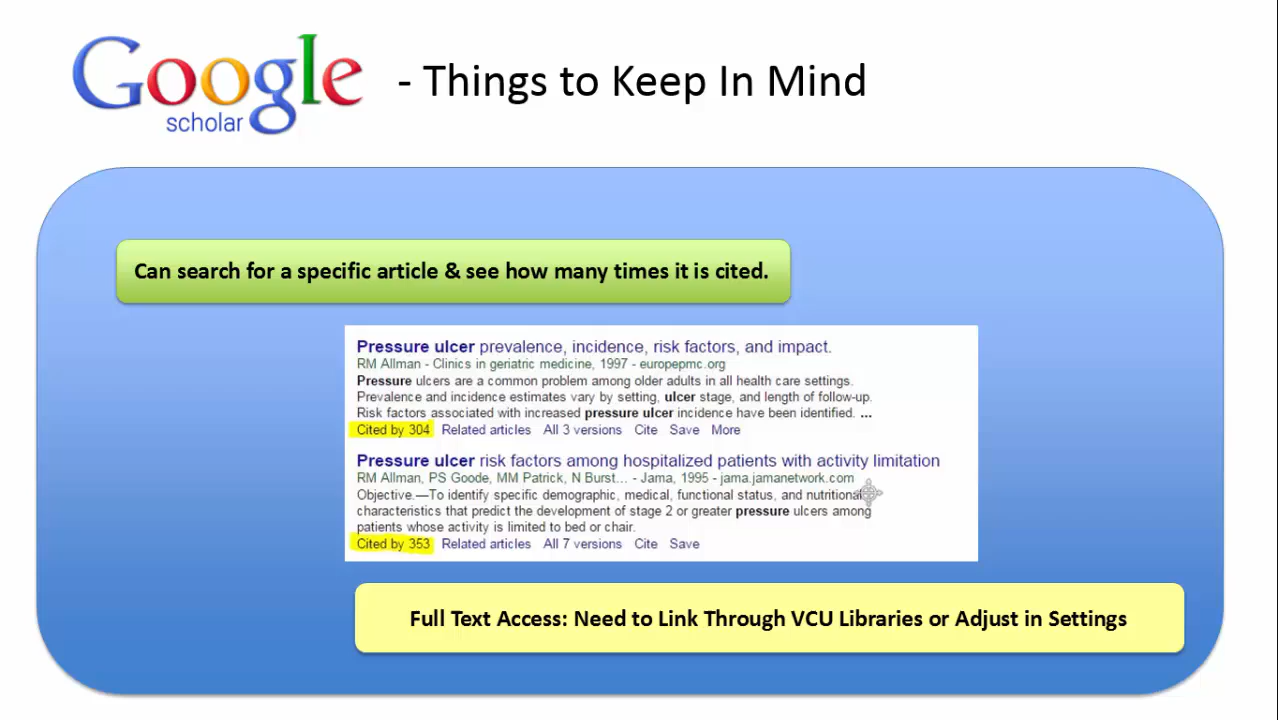 Google
scholar
- Things to Keep In Mind
Can search for a specific article & see how many times it is cited.
Pressure ulcer prevalence, incidence, risk factors, and impact.
RM Allman - Clinics in geriatric medicine, 1997 - europepmc.org
Pressure ulcers are a common problem among older adults in all health care settings.
Prevalence and incidence estimates vary by setting, ulcer stage, and length of follow-up.
Risk factors associated with increased pressure ulcer incidence have been identified. ...
Cited by 304 Related articles All 3 versions Cite Save More
Pressure ulcer risk factors among hospitalized patients with activity limitation
RM Allman, PS Goode, MM Patrick, N Burst... - Jama, 1995 - jama.jamanetwork.com
Objective.—To identify specific demographic, medical, functional status, and nutritional
characteristics that predict the development of stage 2 or greater pressure ulcers among
patients whose activity is limited to bed or chair.
Cited by 353 Related articles All 7 versions Cite Save
Full Text Access: Need to Link Through VCU Libraries or Adjust in Settings